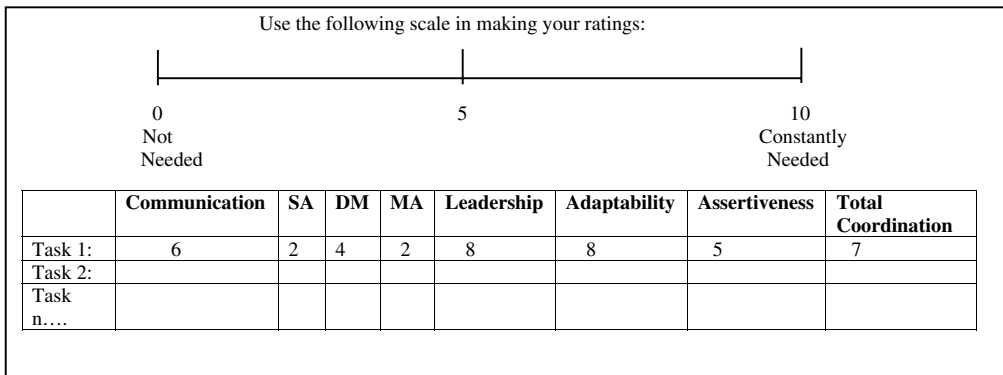 Use the following scale in making your ratings:
0 5 10
Not Constantly
Needed Needed
Communication SA DM MA Leadership Adaptability Assertiveness Total
Coordination
Task 1: 6 2 4 2 8 8 5 7
Task 2:
Task
n….